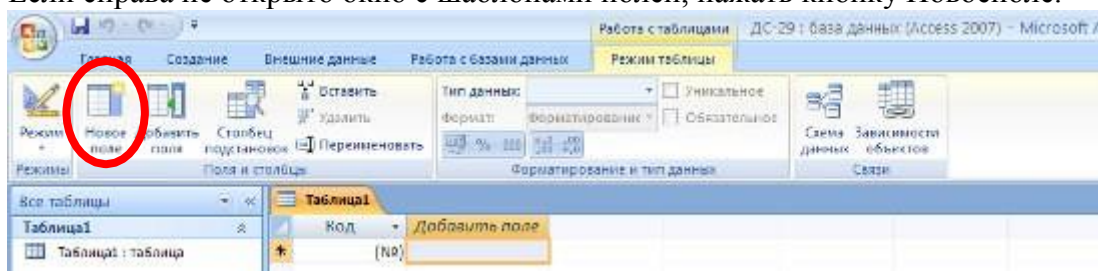 Если справа не открыто окно с шаблонами полей, нажать кнопку Новоеполе.
Работа с таблицами ДС-29 : база данных (Access 2007) - Microsoft A
Главная Создание Внешние данные Работа с базами данных Режим таблицы
Режим
Новое поле
Добавить поля
Столбец подстановок
Вставить
Удалить
Переименовать
Тип данных:
Формат: Форматирование
Уникальное
Обязательное
Схема данных
Зависимости объектов
Режимы Поля и столбцы Форматирование и тип данных Связи
Все таблицы Таблица1
Таблица1 Код Добавить поле
Таблица1 : таблица (№)